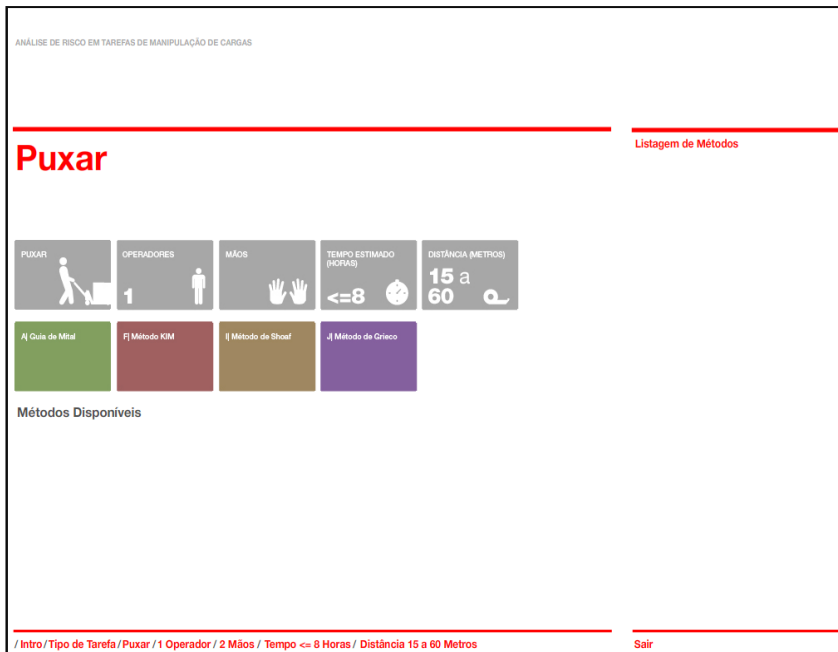 ANÁLISE DE RISCO EM TAREFAS DE MANIPULAÇÃO DE CARGAS
Puxar
Listagem de Métodos
PUXAR
OPERADORES
1
MÃOS
TEMPO ESTIMADO
(HORAS)
<=8
DISTÂNCIA (METROS)
15 a
60
A| Guia de Mital
F| Método KIM
I| Método de Shoaf
J| Método de Grieco
Métodos Disponíveis
/ Intro / Tipo de Tarefa / Puxar / 1 Operador / 2 Mãos / Tempo <= 8 Horas / Distância 15 a 60 Metros
Sair